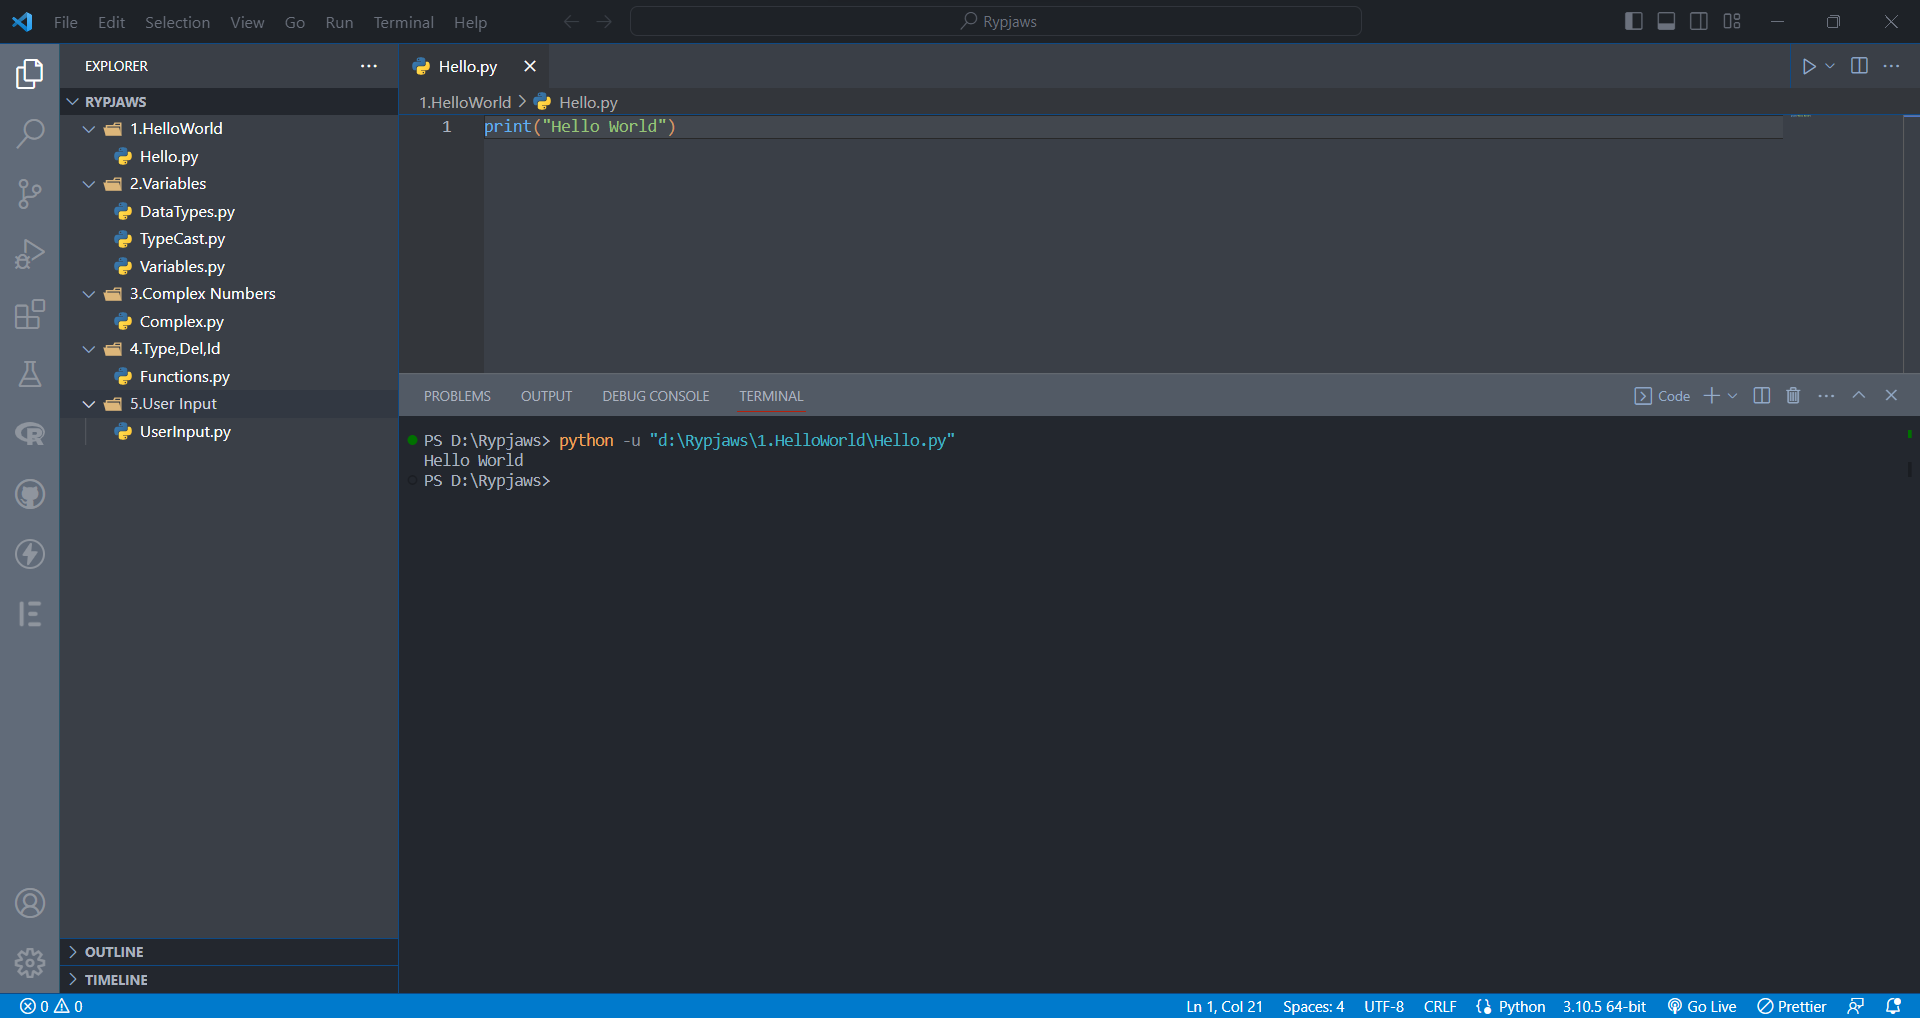 File Edit Selection View Go Run Terminal Help
Rypjaws
EXPLORER
RYPJAWS
1.HelloWorld
Hello.py
2.Variables
DataTypes.py
TypeCast.py
Variables.py
3.Complex Numbers
Complex.py
4.Type,Del,Id
Functions.py
5.User Input
UserInput.py
OUTLINE
TIMELINE
Hello.py
1.HelloWorld > Hello.py
1 print("Hello World")
PROBLEMS OUTPUT DEBUG CONSOLE TERMINAL
Code
PS D:\Rypjaws> python -u "d:\Rypjaws\1.HelloWorld\Hello.py"
Hello World
PS D:\Rypjaws>
0 0
Ln 1, Col 21 Spaces: 4 UTF-8 CRLF Python 3.10.5 64-bit Go Live Prettier